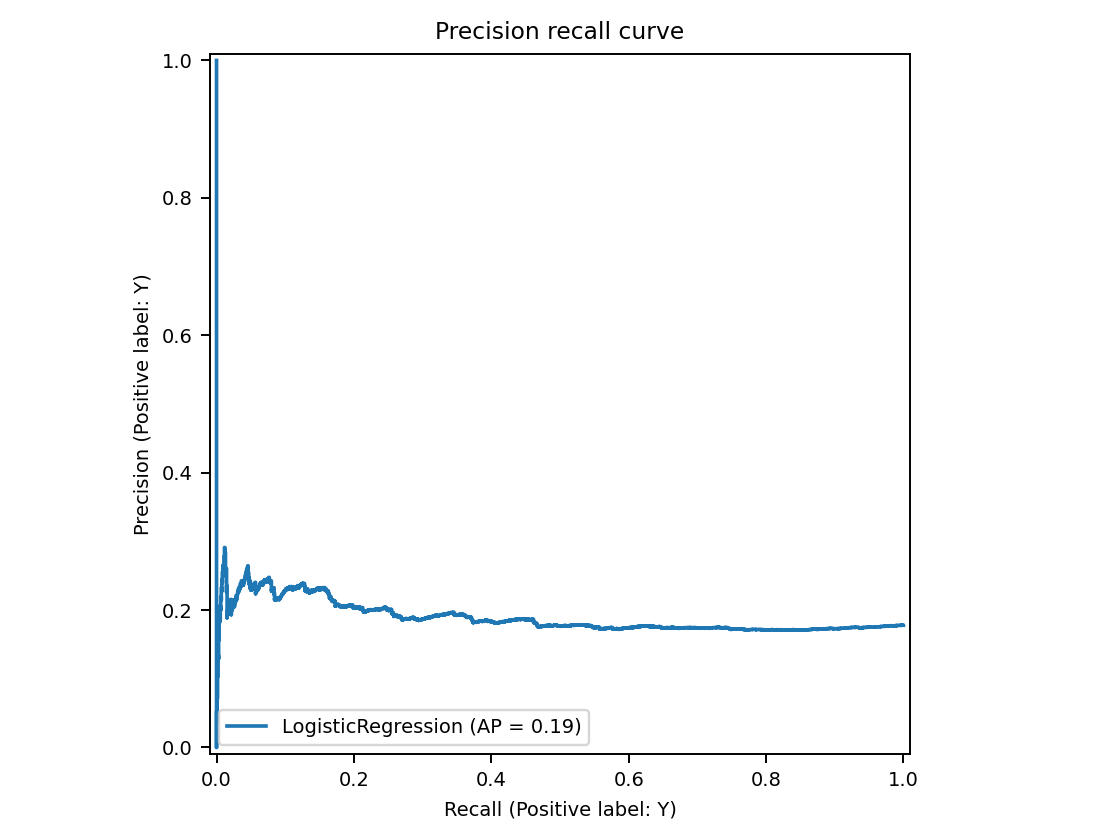 Precision recall curve
1.0
0.8
0.6
0.4
0.2
0.0
Precision (Positive label: Y)
LogisticRegression (AP = 0.19)
0.0 0.2 0.4 0.6 0.8 1.0
Recall (Positive label: Y)